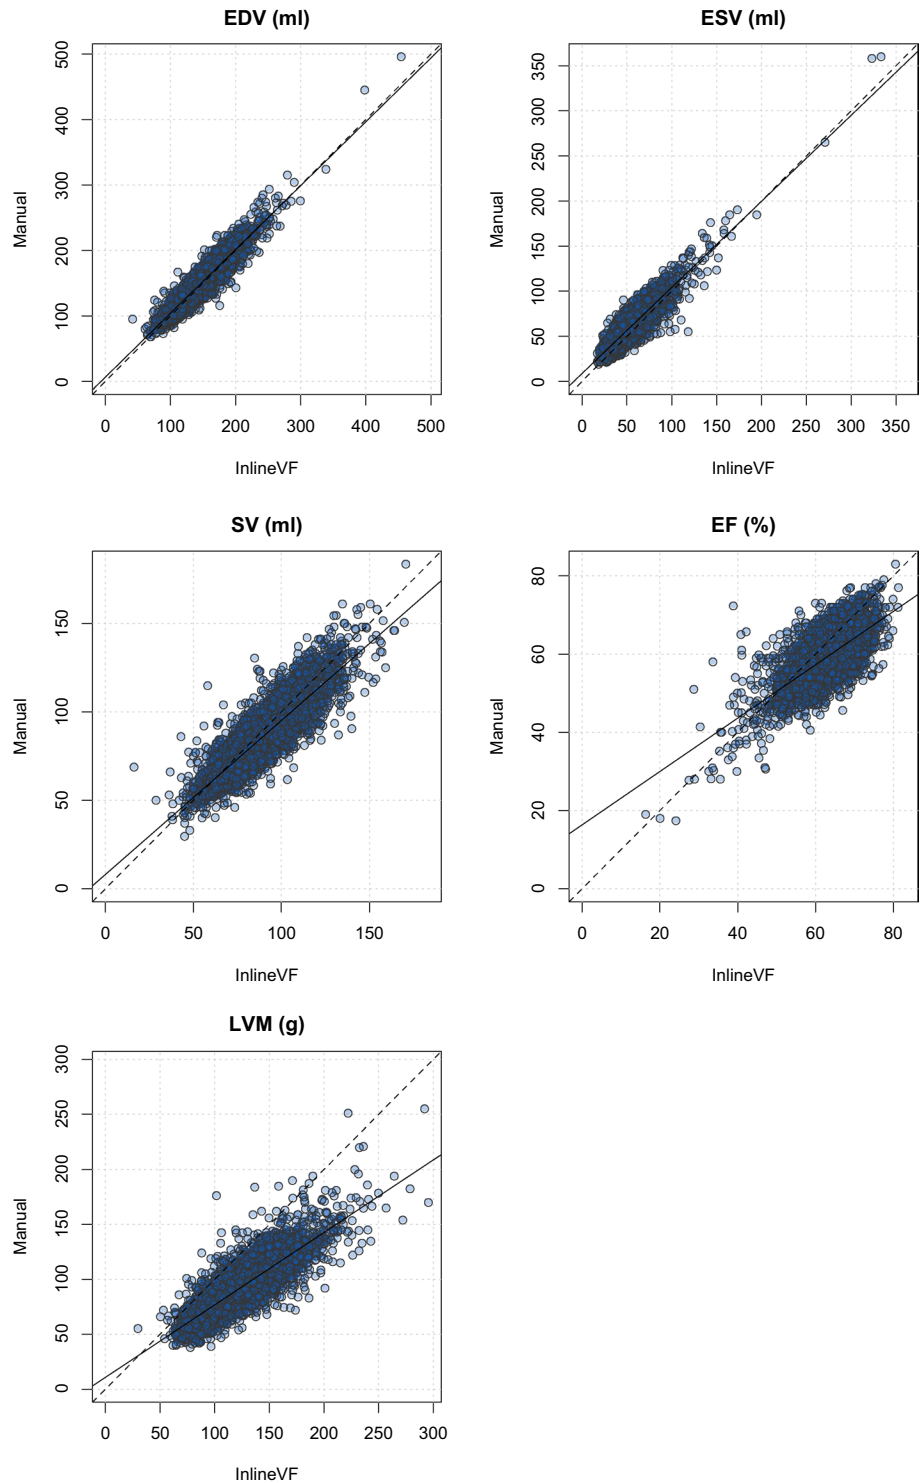 EDV (ml)
500
400
300
200
100
0
Manual
0 100 200 300 400 500
InlineVF
ESV (ml)
350
300
250
200
150
100
50
0
Manual
0 50 100 150 200 250 300 350
InlineVF
SV (ml)
150
100
50
0
Manual
0 50 100 150
InlineVF
EF (%)
80
60
40
20
0
Manual
0 20 40 60 80
InlineVF
LVM (g)
300
250
200
150
100
50
0
Manual
0 50 100 150 200 250 300
InlineVF